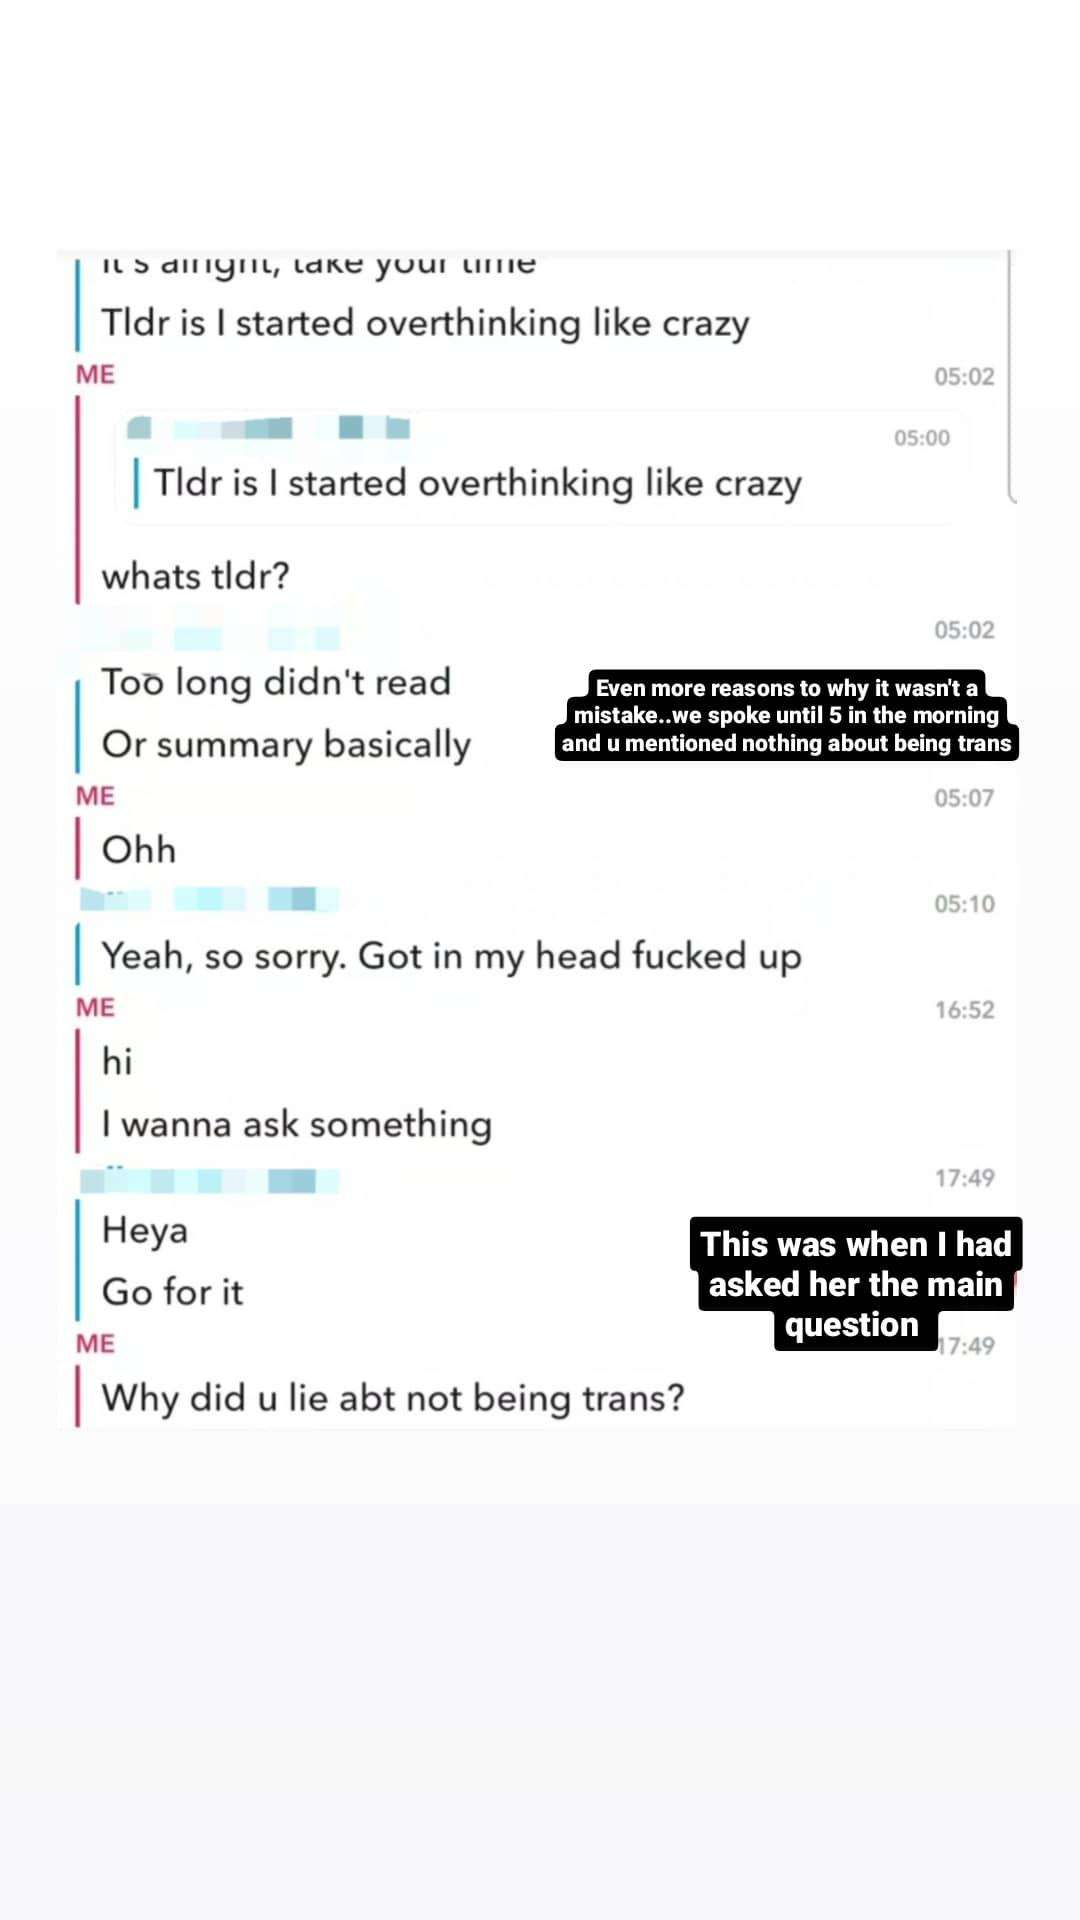 It's alright, take your time
Tldr is I started overthinking like crazy
ME 05:02
05:00
Tldr is I started overthinking like crazy
whats tldr?
05:02
Too long didn't read
Or summary basically
Even more reasons to why it wasn't a
mistake..we spoke until 5 in the morning
and u mentioned nothing about being trans
ME 05:07
Ohh
05:10
Yeah, so sorry. Got in my head fucked up
ME 16:52
hi
I wanna ask something
17:49
Heya
Go for it
This was when I had
asked her the main
question
ME 17:49
Why did u lie abt not being trans?